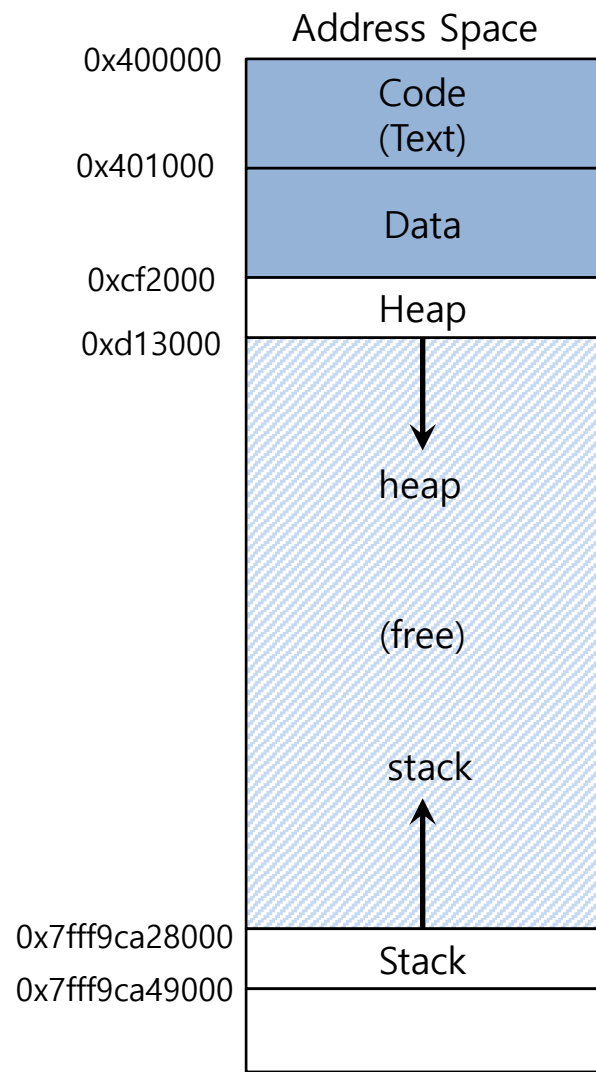 Address Space
0x400000
Code
(Text)
0x401000
Data
0xcf2000
Heap
0xd13000
heap
(free)
stack
0x7fff9ca28000
Stack
0x7fff9ca49000